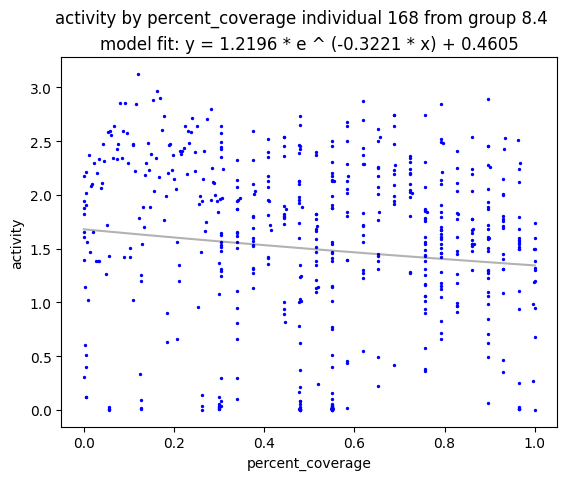 activity by percent_coverage individual 168 from group 8.4
model fit: y = 1.2196 * e ^ (-0.3221 * x) + 0.4605
3.0
2.5
2.0
1.5
1.0
0.5
0.0
activity
0.0 0.2 0.4 0.6 0.8 1.0
percent_coverage